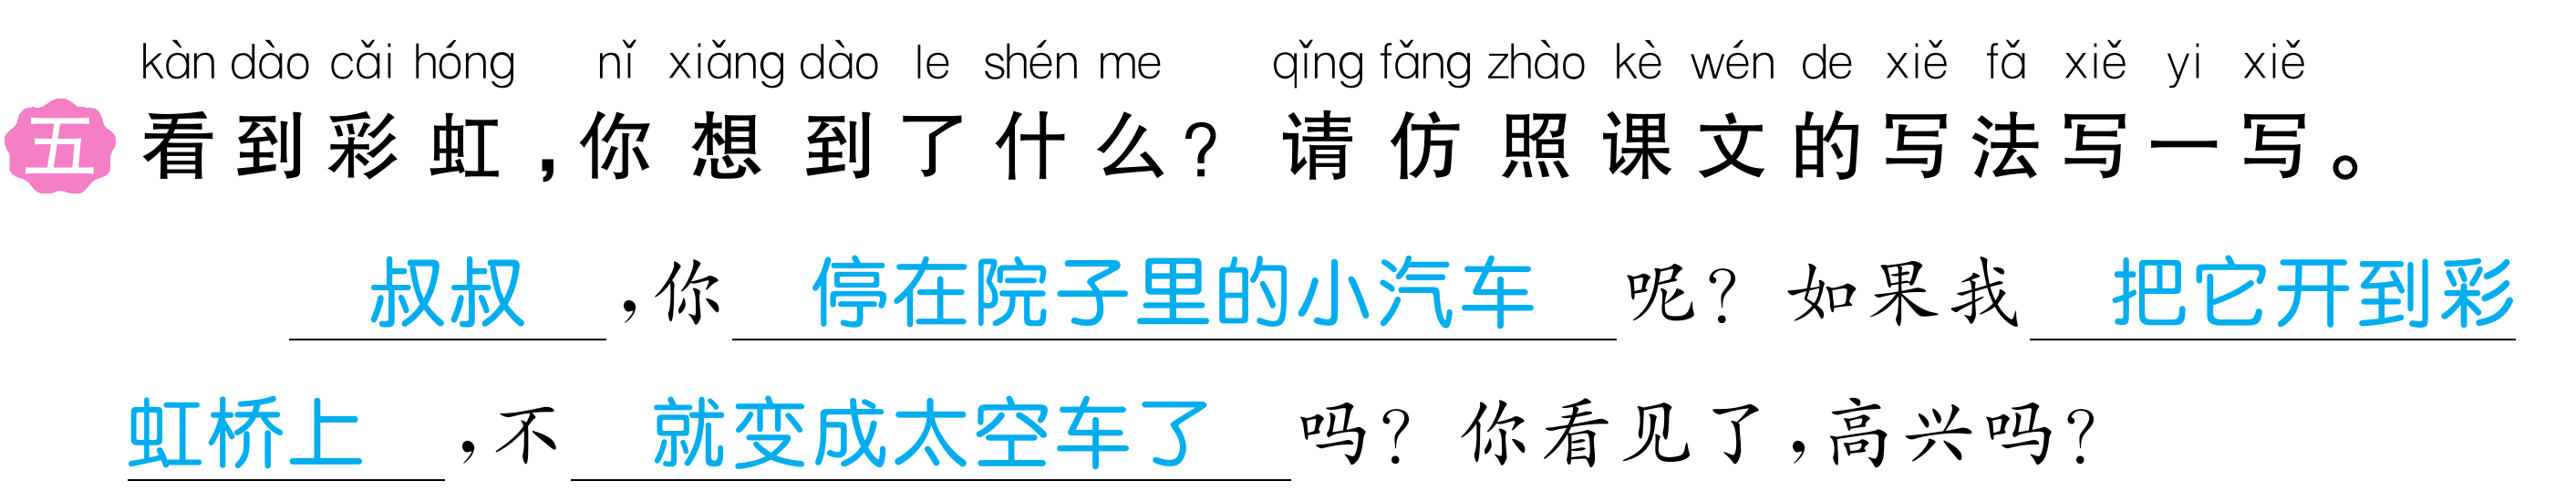 kàn dào cǎi hóng nǐ xiǎng dào le shén me qǐng fǎng zhào kè wén de xiě fǎ xiě yi xiě
五 看到彩虹,你想到了什么?请仿照课文的写法写一写。
叔叔,你停在院子里的小汽车呢?如果我把它开到彩
虹桥上,不就变成太空车了吗?你看见了,高兴吗?